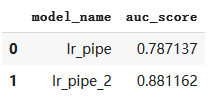 model_name auc_score
0 lr_pipe 0.787137
1 lr_pipe_2 0.881162